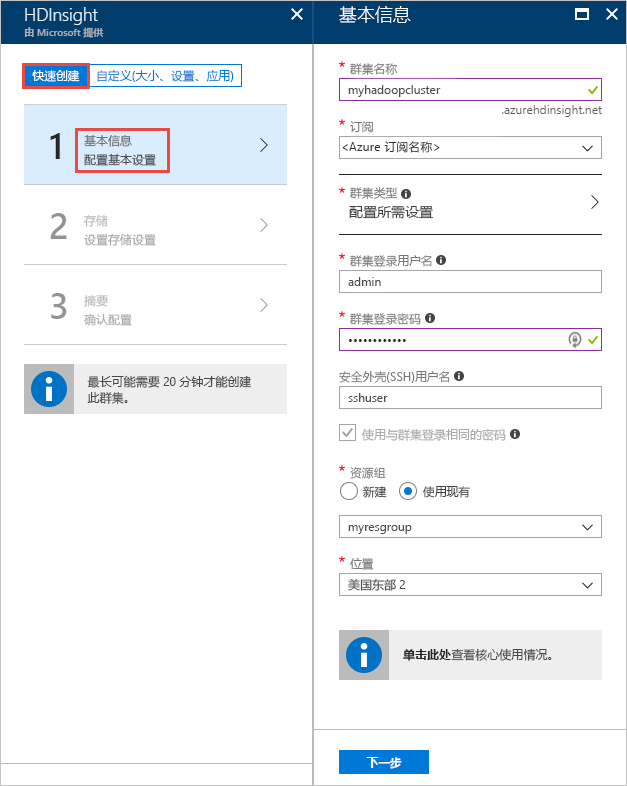 HDInsight
由 Microsoft 提供
快速创建
自定义(大小、设置、应用)
1
基本信息
配置基本设置
2
存储
设置存储设置
3
摘要
确认配置
最长可能需要 20 分钟才能创建
此群集。
基本信息
* 群集名称
myhadoopcluster
.azurehdinsight.net
* 订阅
<Azure 订阅名称>
* 群集类型
配置所需设置
* 群集登录用户名
admin
* 群集登录密码
••••••••••••
安全外壳(SSH)用户名
sshuser
使用与群集登录相同的密码
* 资源组
新建 使用现有
myresgroup
* 位置
美国东部 2
单击此处查看核心使用情况。
下一步